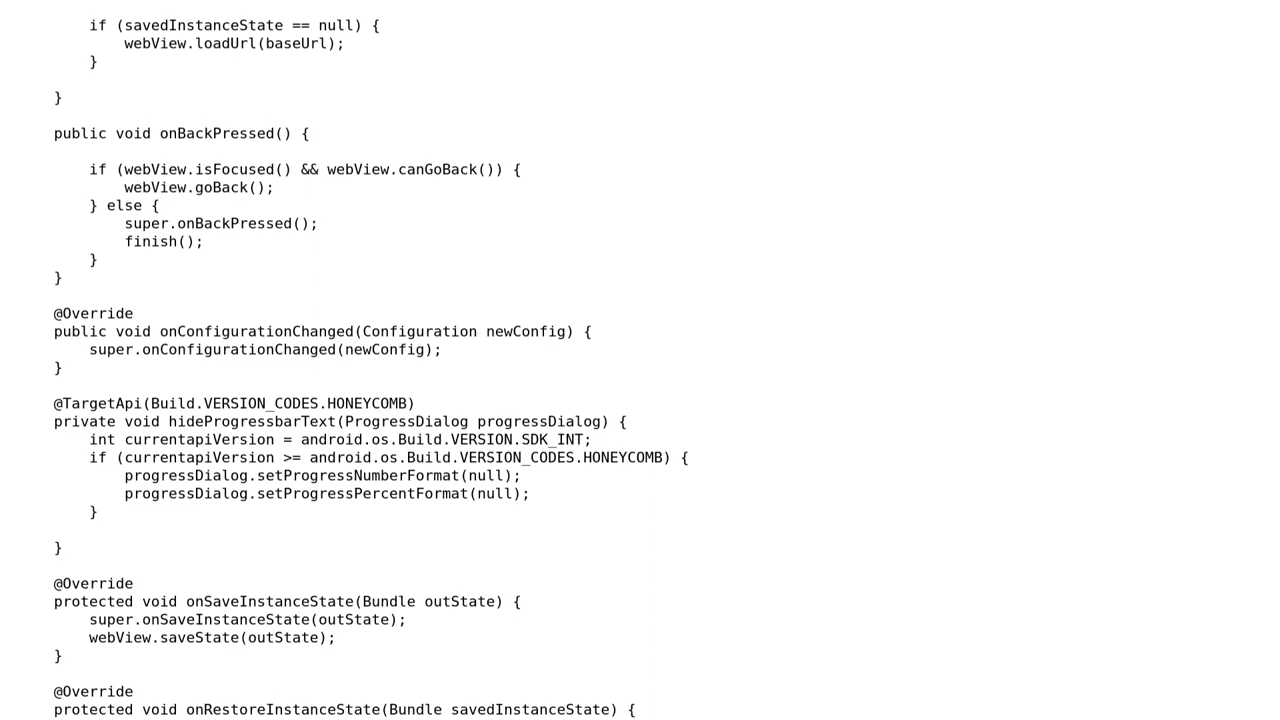 if (savedInstanceState == null) {
        webView.loadUrl(baseUrl);
    }

}

public void onBackPressed() {

    if (webView.isFocused() && webView.canGoBack()) {
        webView.goBack();
    } else {
        super.onBackPressed();
        finish();
    }
}

@Override
public void onConfigurationChanged(Configuration newConfig) {
    super.onConfigurationChanged(newConfig);
}

@TargetApi(Build.VERSION_CODES.HONEYCOMB)
private void hideProgressbarText(ProgressDialog progressDialog) {
    int currentapiVersion = android.os.Build.VERSION.SDK_INT;
    if (currentapiVersion >= android.os.Build.VERSION_CODES.HONEYCOMB) {
        progressDialog.setProgressNumberFormat(null);
        progressDialog.setProgressPercentFormat(null);
    }

}

@Override
protected void onSaveInstanceState(Bundle outState) {
    super.onSaveInstanceState(outState);
    webView.saveState(outState);
}

@Override
protected void onRestoreInstanceState(Bundle savedInstanceState) {